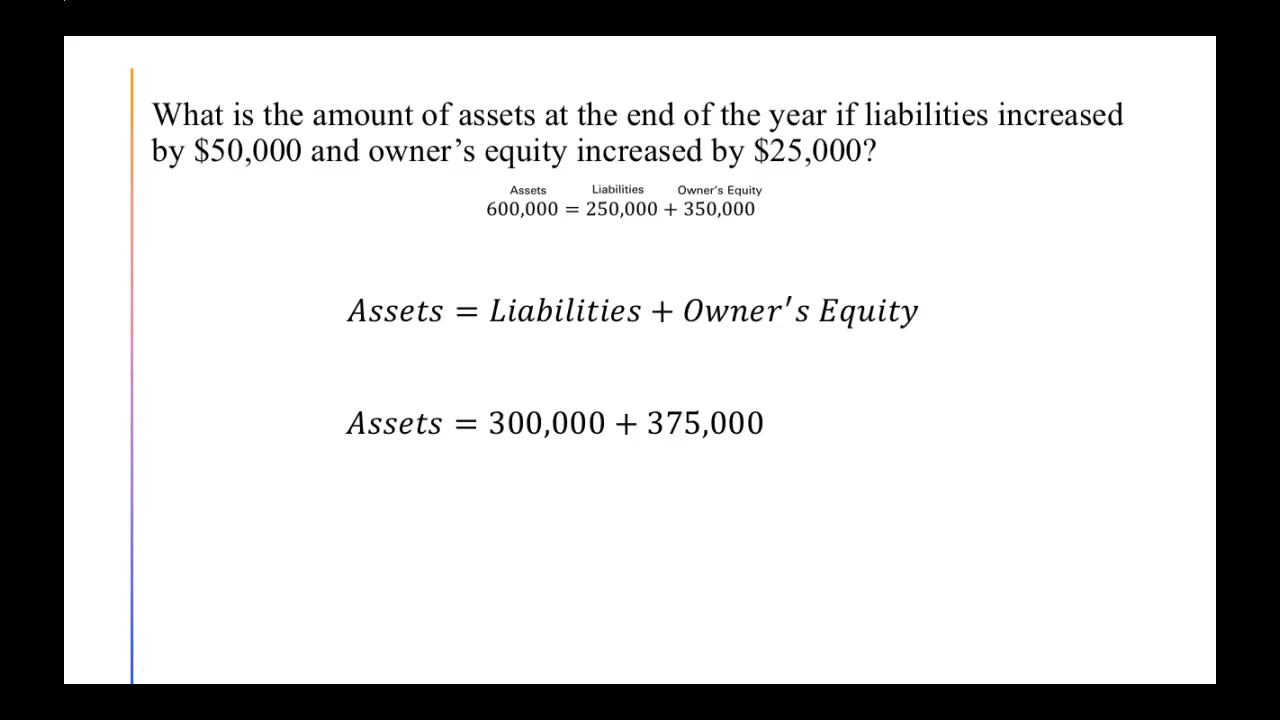 What is the amount of assets at the end of the year if liabilities increased
by $50,000 and owner’s equity increased by $25,000?
Assets Liabilities Owner's Equity
600,000 = 250,000 + 350,000
Assets = Liabilities + Owner′s Equity
Assets = 300,000 + 375,000